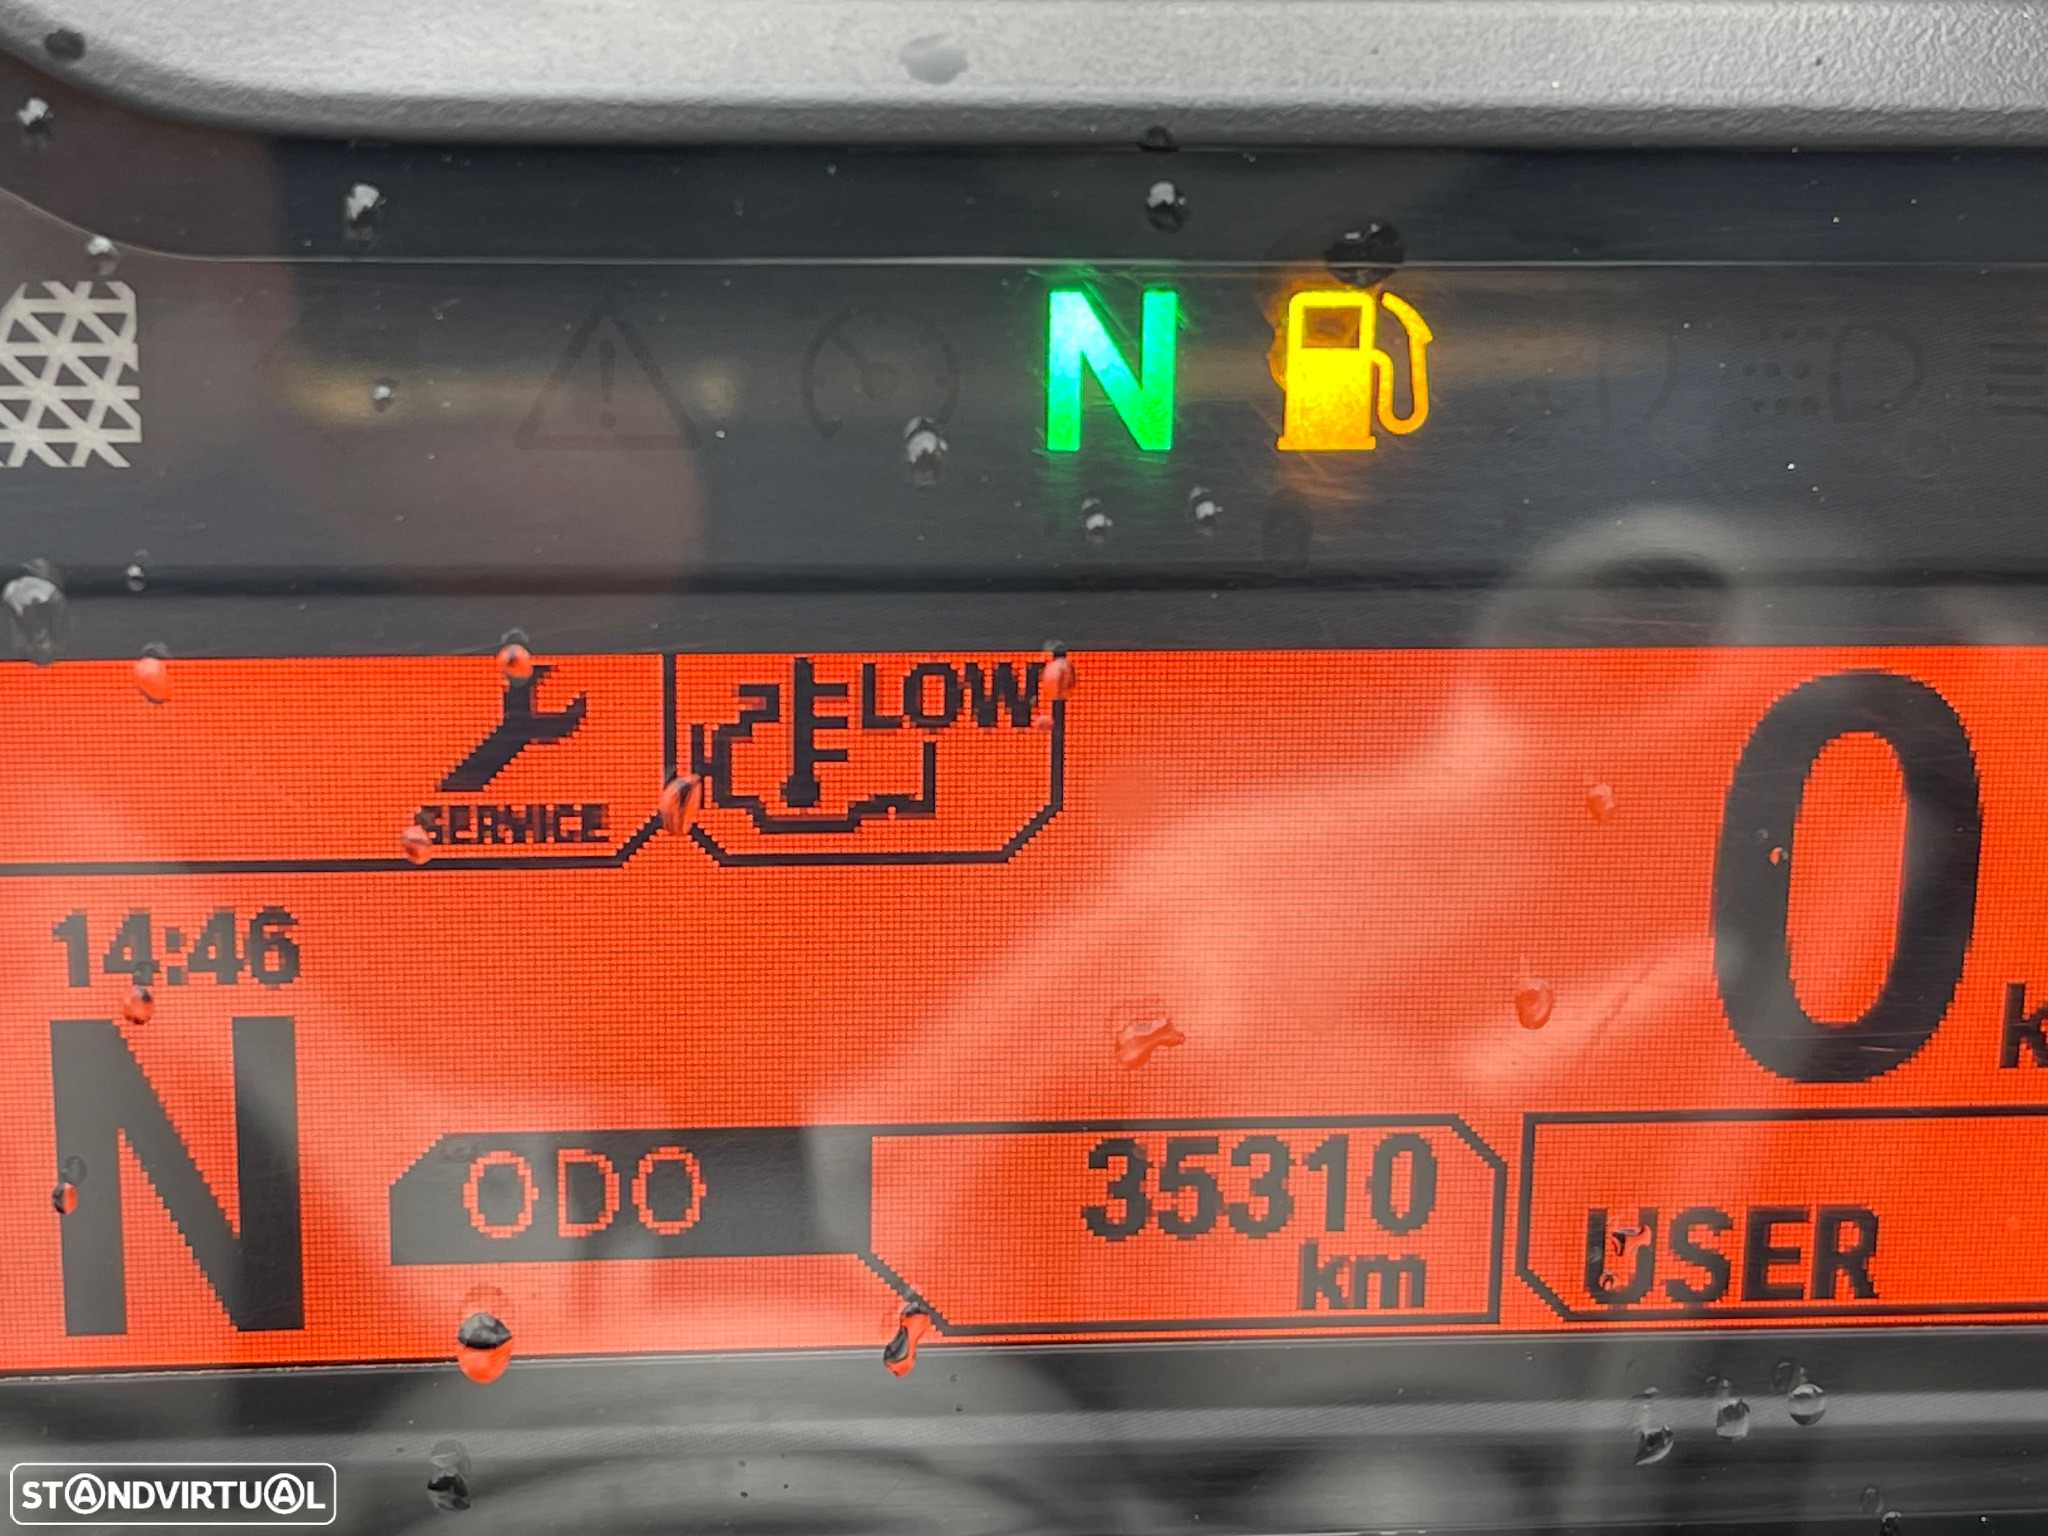 N
LOW
SERVICE
0
14:46
k
N
ODO
35310
km
USER
STANDVIRTUAL